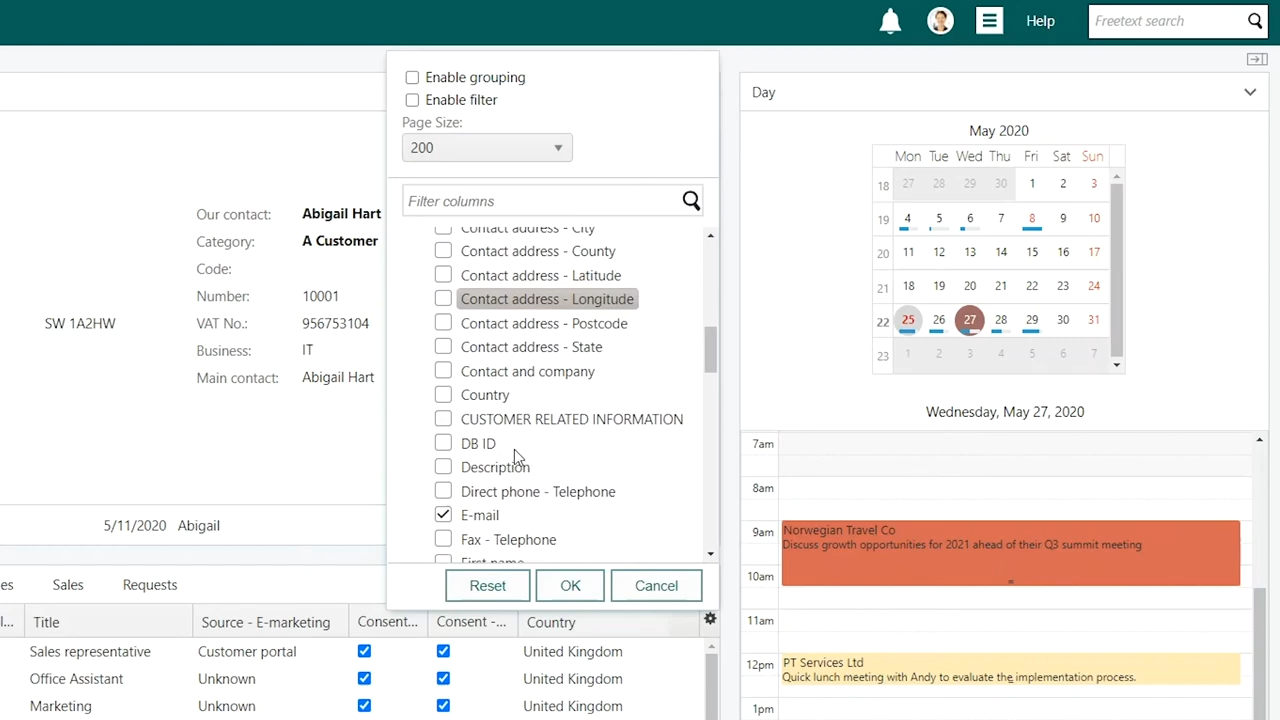 Help
Freetext search
Enable grouping
Enable filter
Page Size:
200
Filter columns
Contact address - City
Contact address - County
Contact address - Latitude
Contact address - Longitude
Contact address - Postcode
Contact address - State
Contact and company
Country
CUSTOMER RELATED INFORMATION
DB ID
Description
Direct phone - Telephone
E-mail
Fax - Telephone
First name
Reset OK Cancel
Our contact: Abigail Hart
Category: A Customer
Code:
Number: 10001
SW 1A2HW
VAT No.: 956753104
Business: IT
Main contact: Abigail Hart
5/11/2020 Abigail
es Sales Requests
l... Title Source - E-marketing Consent... Consent -... Country
Sales representative Customer portal United Kingdom
Office Assistant Unknown United Kingdom
Marketing Unknown United Kingdom
Day
May 2020
Mon Tue Wed Thu Fri Sat Sun
18 27 28 29 30 1 2 3
19 4 5 6 7 8 9 10
20 11 12 13 14 15 16 17
21 18 19 20 21 22 23 24
22 25 26 27 28 29 30 31
23 1 2 3 4 5 6 7
Wednesday, May 27, 2020
7am
8am
9am Norwegian Travel Co
Discuss growth opportunities for 2021 ahead of their Q3 summit meeting
10am
11am
12pm PT Services Ltd
Quick lunch meeting with Andy to evaluate the implementation process.
1pm